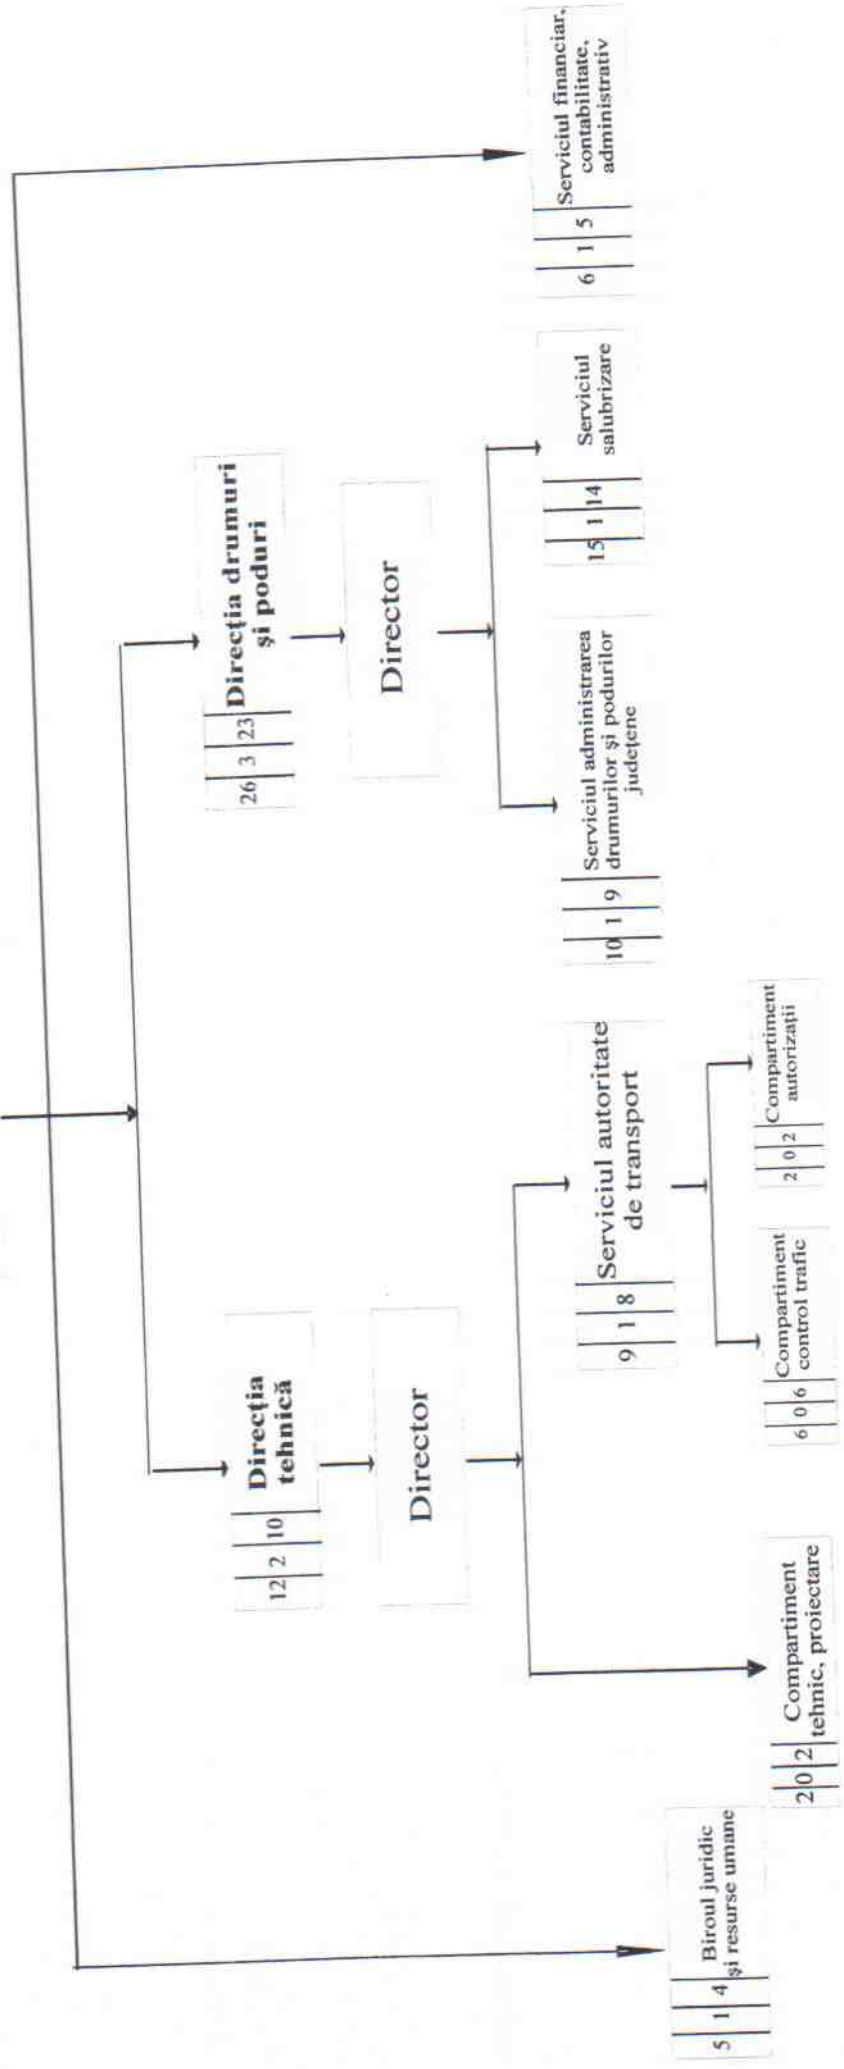 12 2 10
Direcția
tehnică
26 3 23
Direcția drumuri
și poduri
Director
Director
5 1 4
Biroul juridic
și resurse umane
2 0 2
Compartiment
tehnic, proiectare
9 1 8
Serviciul autoritate
de transport
10 1 9
Serviciul administrarea
drumurilor și podurilor
județene
15 1 14
Serviciul
salubrizare
6 1 5
Serviciul financiar,
contabilitate,
administrativ
6 0 6
Compartiment
control trafic
2 0 2
Compartiment
autorizații